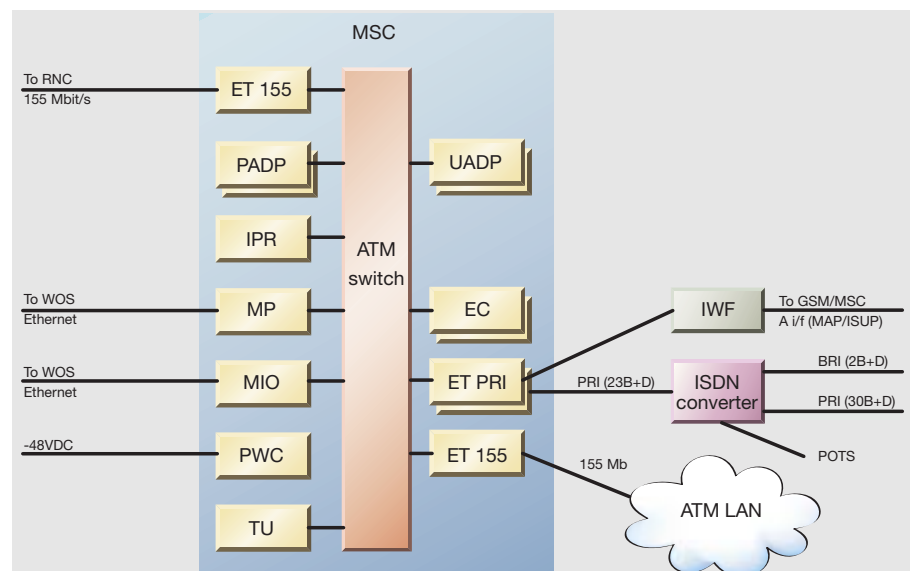 MSC
To RNC
155 Mbit/s
ET 155
PADP
UADP
IPR
ATM
switch
To WOS
Ethernet
MP
EC
IWF
To GSM/MSC
A i/f (MAP/ISUP)
To WOS
Ethernet
MIO
ET PRI
PRI (23B+D)
ISDN
converter
BRI (2B+D)
PRI (30B+D)
-48VDC
PWC
ET 155
155 Mb
POTS
TU
ATM LAN